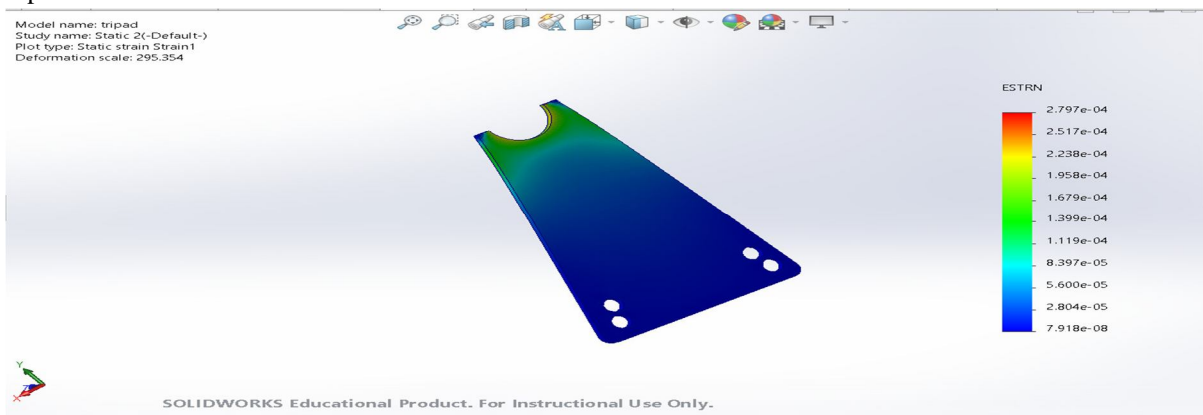 Model name: tripad
Study name: Static 2(-Default-)
Plot type: Static strain Strain1
Deformation scale: 295.354
ESTRN
2.797e-04
2.517e-04
2.238e-04
1.958e-04
1.679e-04
1.399e-04
1.119e-04
8.397e-05
5.600e-05
2.804e-05
7.918e-08
Y
Z
X
SOLIDWORKS Educational Product. For Instructional Use Only.